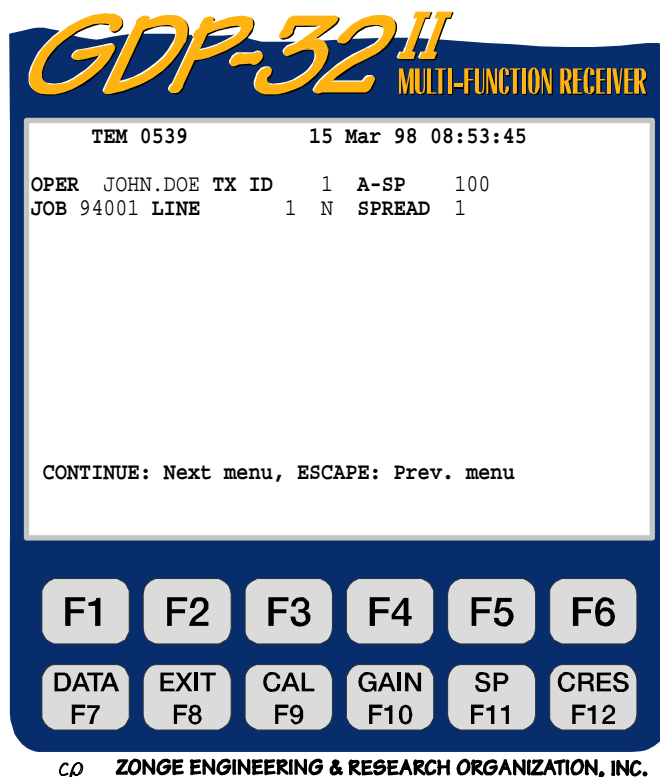 GDP-32 II
MULTI-FUNCTION RECEIVER
TEM 0539 15 Mar 98 08:53:45
OPER JOHN.DOE TX ID 1 A-SP 100
JOB 94001 LINE 1 N SPREAD 1
CONTINUE: Next menu, ESCAPE: Prev. menu
F1 F2 F3 F4 F5 F6
DATA EXIT CAL GAIN SP CRES
F7 F8 F9 F10 F11 F12
ZONGE ENGINEERING & RESEARCH ORGANIZATION, INC.